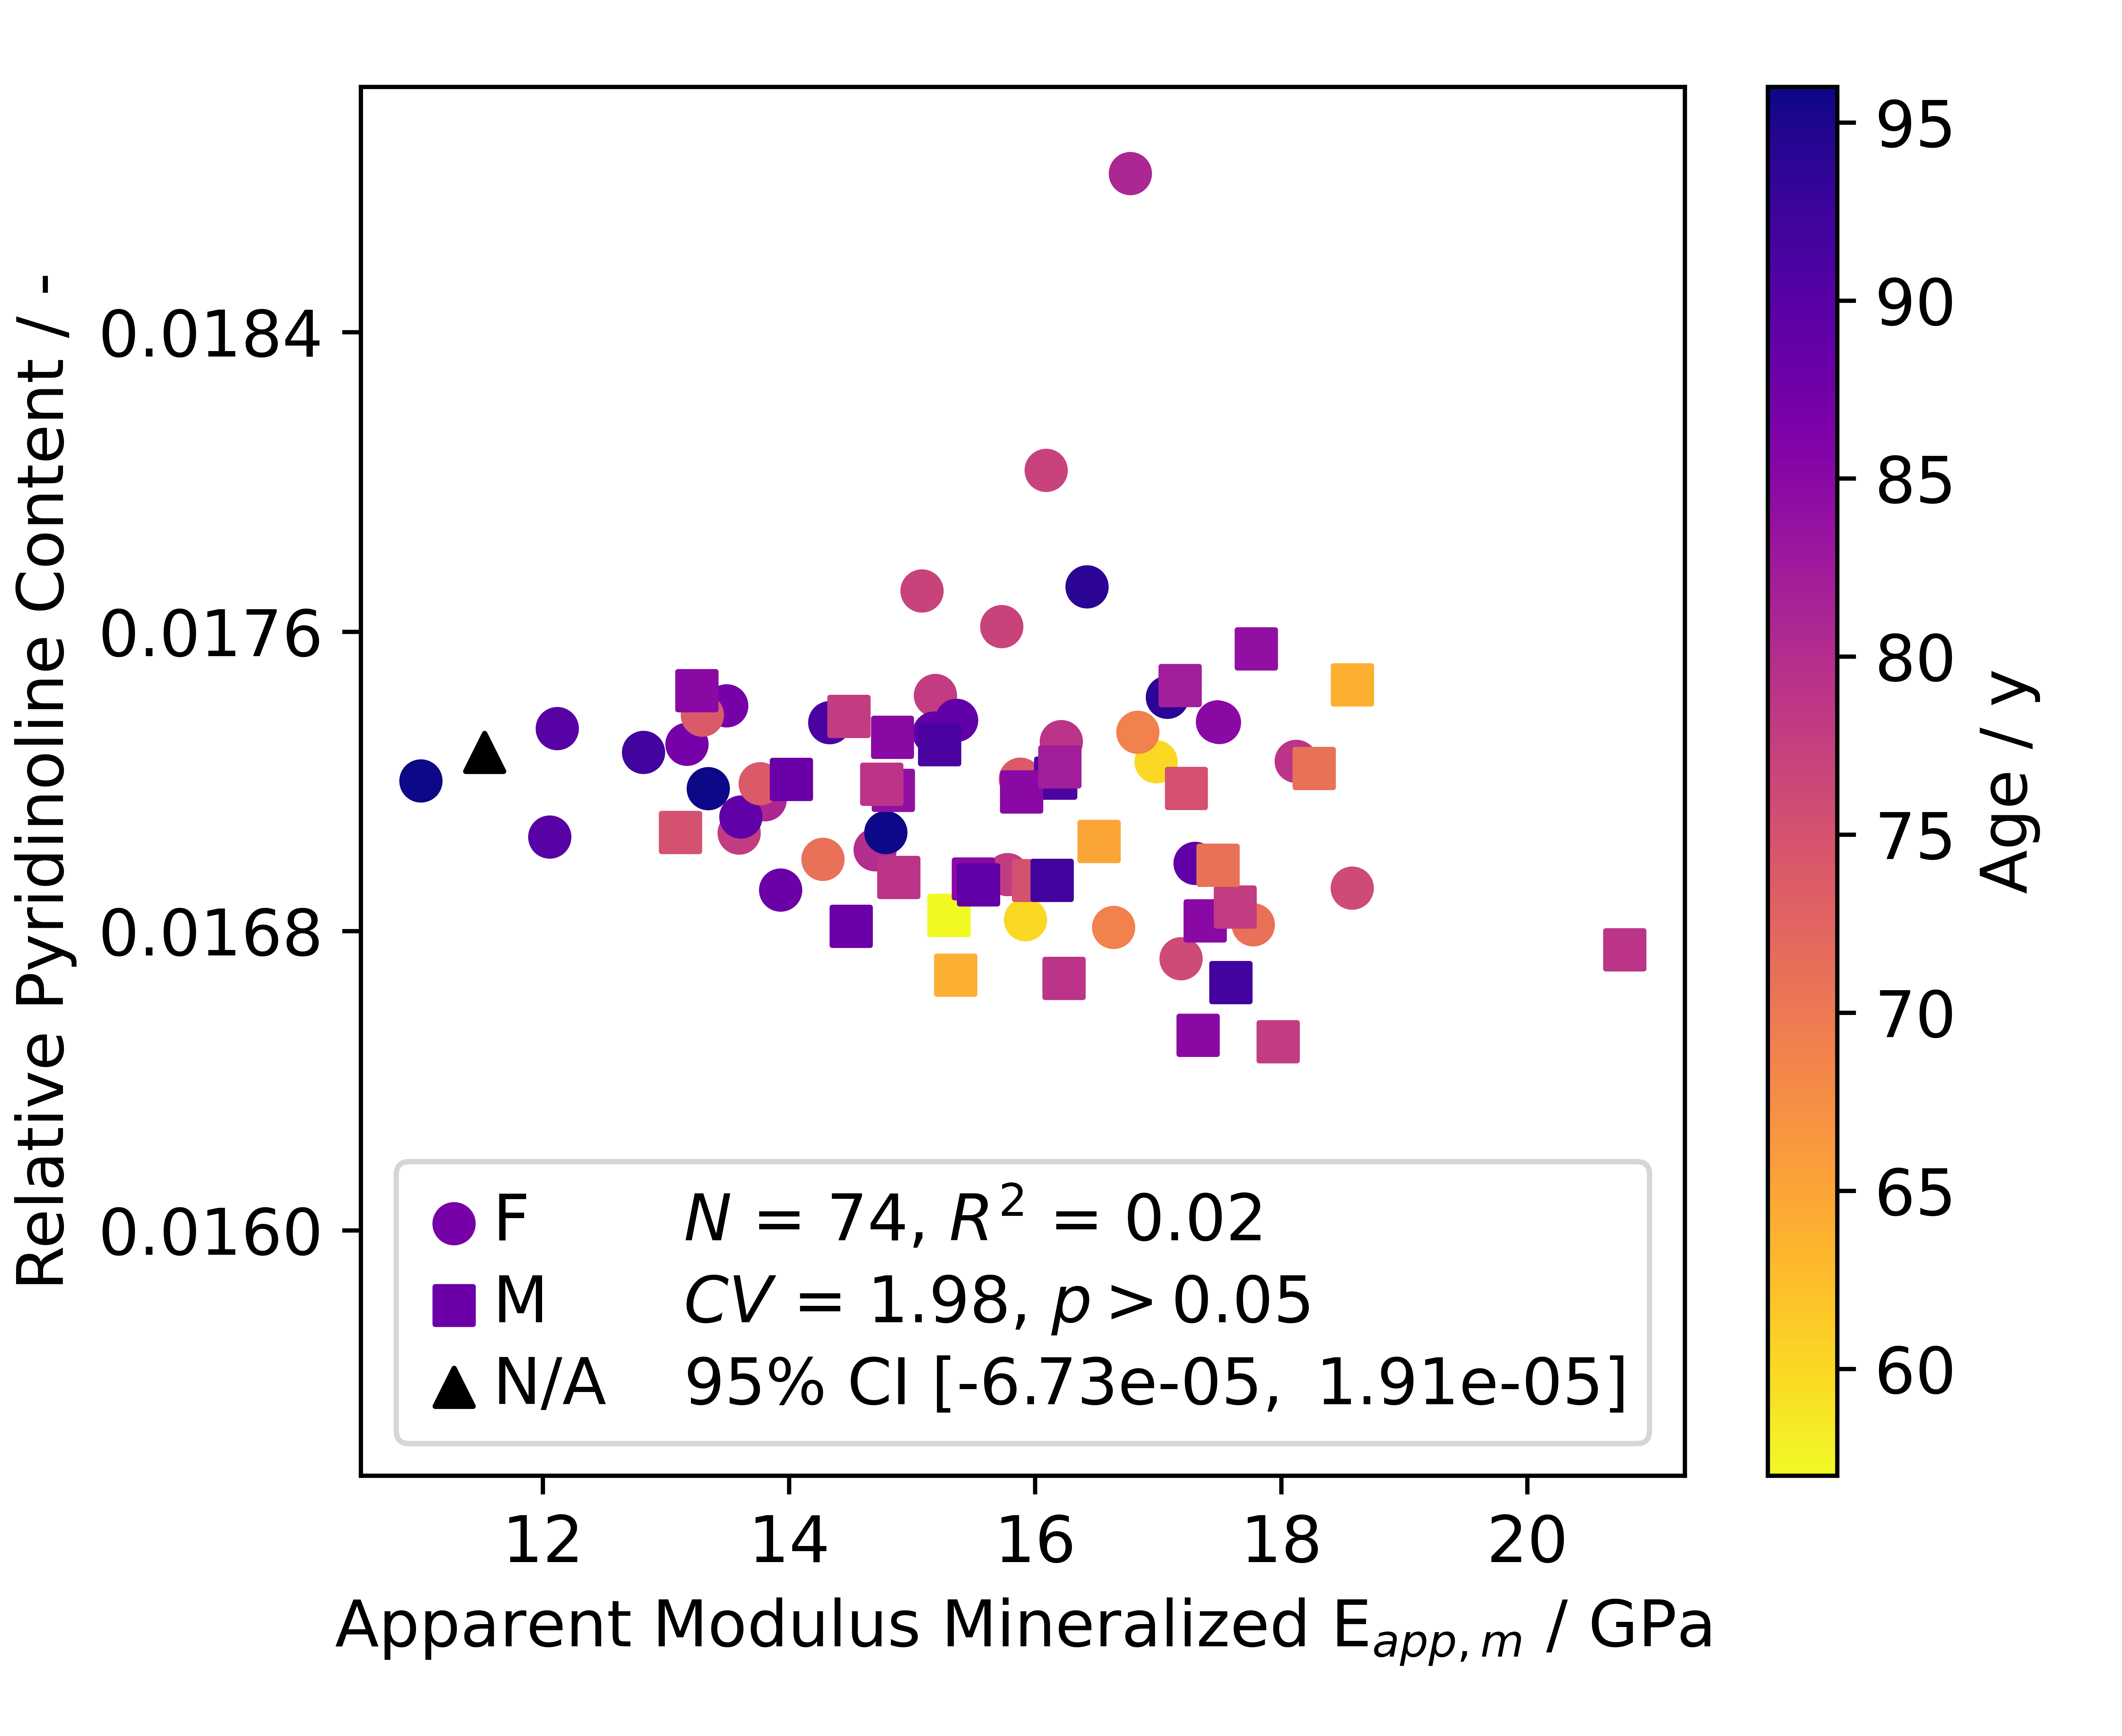 Relative Pyridinoline Content / -
0.0184
0.0176
0.0168
0.0160
F N = 74, R² = 0.02
M CV = 1.98, p > 0.05
N/A 95% CI [-6.73e-05, 1.91e-05]
12 14 16 18 20
Apparent Modulus Mineralized E_app, m / GPa
95
90
85
80
75
70
65
60
Age / y